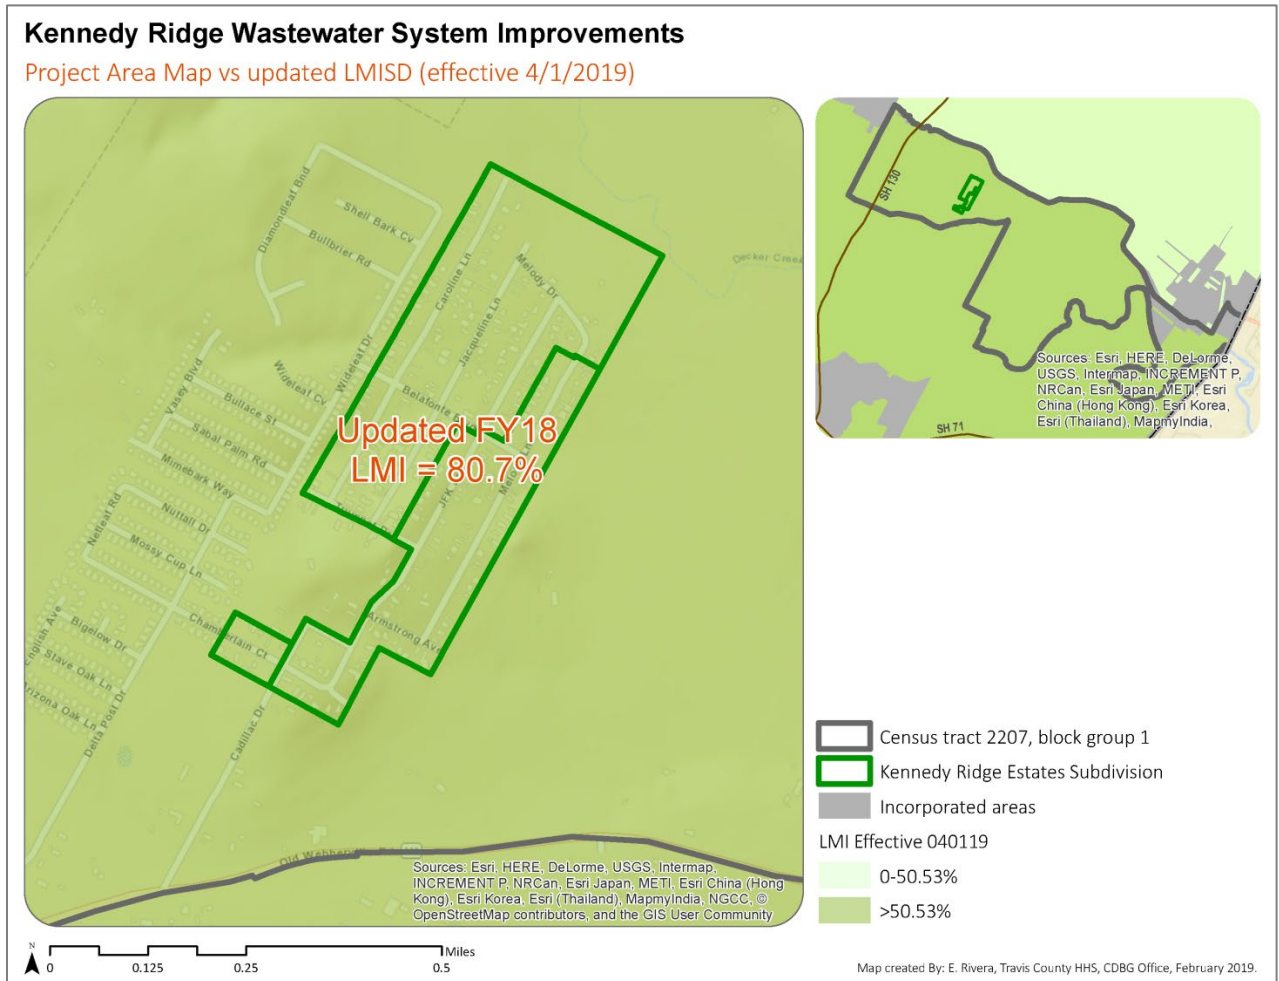 Kennedy Ridge Wastewater System Improvements
Project Area Map vs updated LMISD (effective 4/1/2019)
Diamondleaf Bnd
Shell Bark Cv
Bullbrier Rd
Caroline Ln
Melody Dr
Decker Creek
Jacqueline Ln
Wideleaf Dr
Wideleaf Cv
Vasey Blvd
Bullace St
Sabal Palm Rd
Mimebark Way
Belafonte
Updated FY18
LMI = 80.7%
JFK
Netleaf Rd
Nuttall Dr
Mossy Cup Ln
Chamberlain Ct
Armstrong Ave
English Ave
Bigelow Dr
Stave Oak Ln
Arizona Oak Ln
Delta Post Dr
Cadillac Dr
Old Webberville
Sources: Esri, HERE, DeLorme, USGS, Intermap,
INCREMENT P, NRCan, Esri Japan, METI, Esri China (Hong
Kong), Esri Korea, Esri (Thailand), MapmyIndia, NGCC, ©
OpenStreetMap contributors, and the GIS User Community
SH 130
SH 71
Sources: Esri, HERE, DeLorme,
USGS, Intermap, INCREMENT P,
NRCan, Esri Japan, METI, Esri
China (Hong Kong), Esri Korea,
Esri (Thailand), MapmyIndia,
Census tract 2207, block group 1
Kennedy Ridge Estates Subdivision
Incorporated areas
LMI Effective 040119
0-50.53%
>50.53%
N
Miles
0 0.125 0.25 0.5
Map created By: E. Rivera, Travis County HHS, CDBG Office, February 2019.